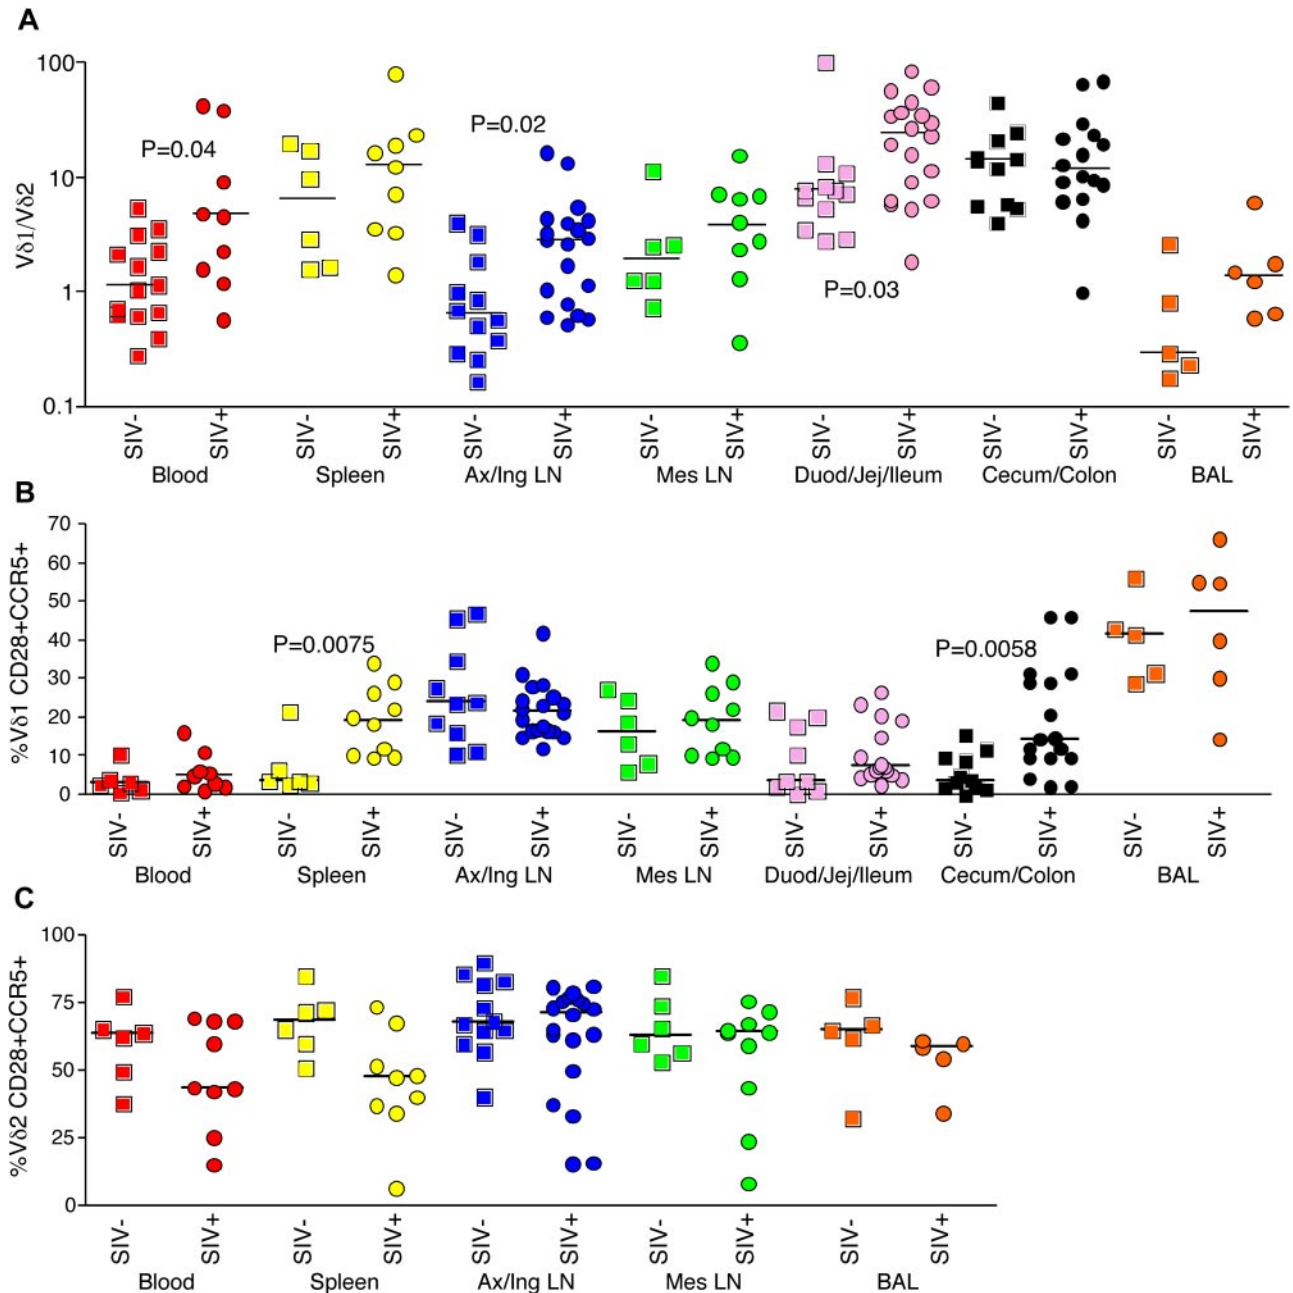 A
100
10
1
0.1
Vδ1/Vδ2
P=0.04
P=0.02
P=0.03
SIV- SIV+ SIV- SIV+ SIV- SIV+ SIV- SIV+ SIV- SIV+ SIV- SIV+ SIV- SIV+
Blood Spleen Ax/Ing LN Mes LN Duod/Jej/Ileum Cecum/Colon BAL
B
70
60
50
40
30
20
10
0
%Vδ1 CD28+CCR5+
P=0.0075
P=0.0058
SIV- SIV+ SIV- SIV+ SIV- SIV+ SIV- SIV+ SIV- SIV+ SIV- SIV+ SIV- SIV+
Blood Spleen Ax/Ing LN Mes LN Duod/Jej/Ileum Cecum/Colon BAL
C
100
75
50
25
0
%Vδ2 CD28+CCR5+
SIV- SIV+ SIV- SIV+ SIV- SIV+ SIV- SIV+ SIV- SIV+
Blood Spleen Ax/Ing LN Mes LN BAL